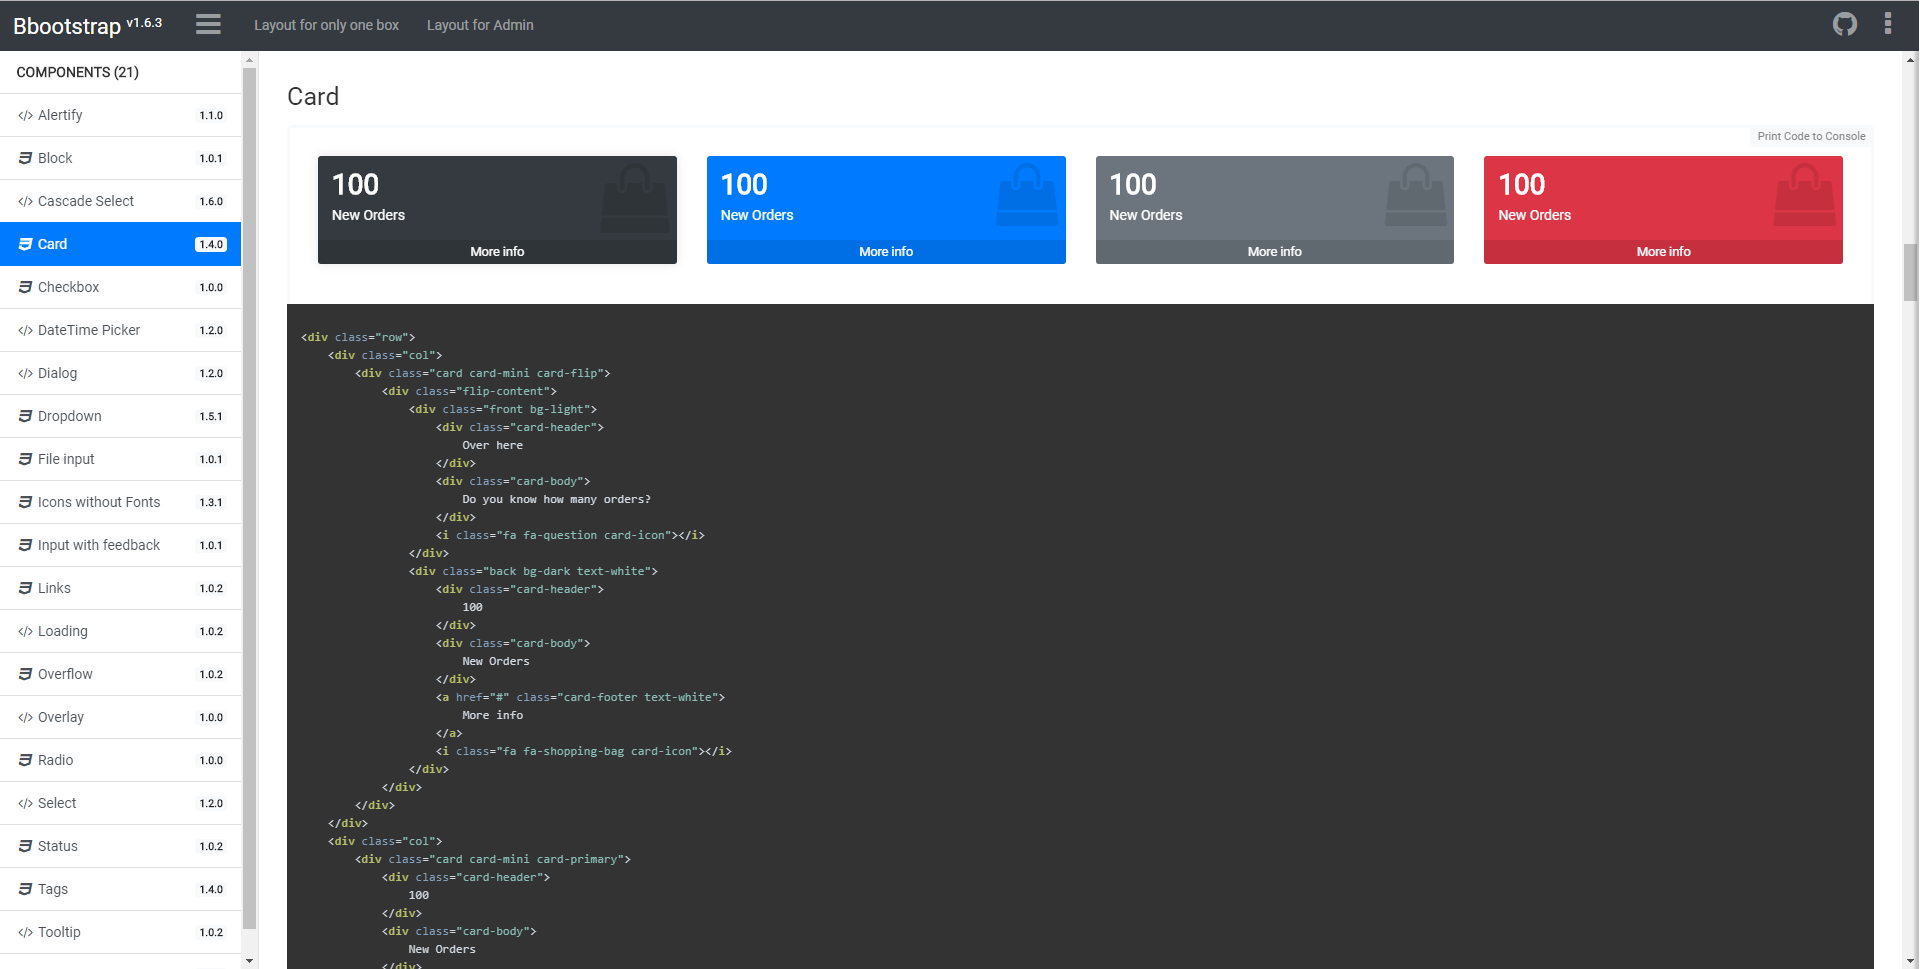 Bbootstrap v1.6.3
Layout for only one box
Layout for Admin
COMPONENTS (21)
Alertify 1.1.0
Block 1.0.1
Cascade Select 1.6.0
Card 1.4.0
Checkbox 1.0.0
DateTime Picker 1.2.0
Dialog 1.2.0
Dropdown 1.5.1
File input 1.0.1
Icons without Fonts 1.3.1
Input with feedback 1.0.1
Links 1.0.2
Loading 1.0.2
Overflow 1.0.2
Overlay 1.0.0
Radio 1.0.0
Select 1.2.0
Status 1.0.2
Tags 1.4.0
Tooltip 1.0.2
Card
Print Code to Console
100
New Orders
More info
100
New Orders
More info
100
New Orders
More info
100
New Orders
More info
<div class="row">
<div class="col">
<div class="card card-mini card-flip">
<div class="flip-content">
<div class="front bg-light">
<div class="card-header">
Over here
</div>
<div class="card-body">
Do you know how many orders?
</div>
<i class="fa fa-question card-icon"></i>
</div>
<div class="back bg-dark text-white">
<div class="card-header">
100
</div>
<div class="card-body">
New Orders
</div>
<a href="#" class="card-footer text-white">
More info
</a>
<i class="fa fa-shopping-bag card-icon"></i>
</div>
</div>
</div>
</div>
<div class="col">
<div class="card card-mini card-primary">
<div class="card-header">
100
</div>
<div class="card-body">
New Orders
</div>